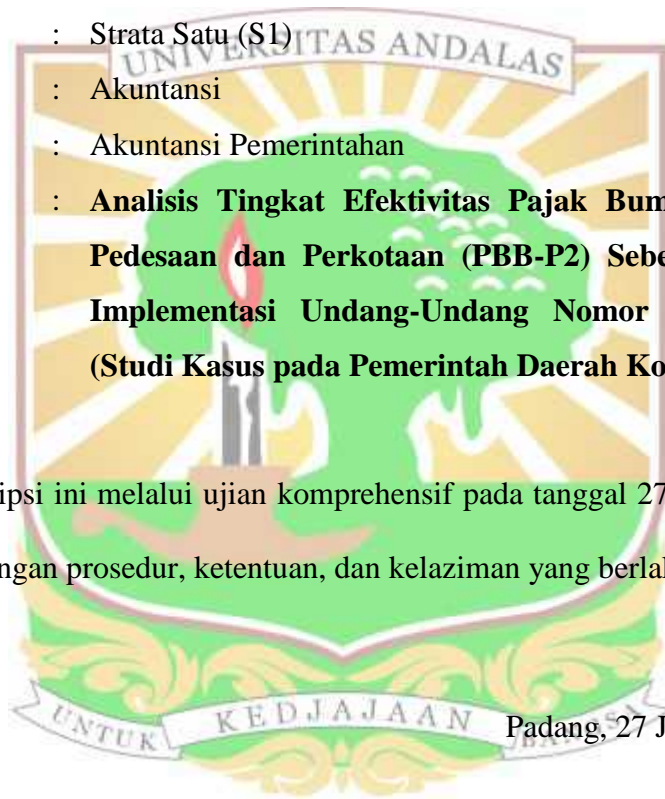 : Strata Satu (S1)
UNIVERSITAS ANDALAS
: Akuntansi
: Akuntansi Pemerintahan
: Analisis Tingkat Efektivitas Pajak Bum
Pedesaan dan Perkotaan (PBB-P2) Sebe
Implementasi Undang-Undang Nomor
(Studi Kasus pada Pemerintah Daerah Ko
ipsi ini melalui ujian komprehensif pada tanggal 27
ngan prosedur, ketentuan, dan kelaziman yang berla
UNTUK KEDJAJAAN BANGSA
Padang, 27 J